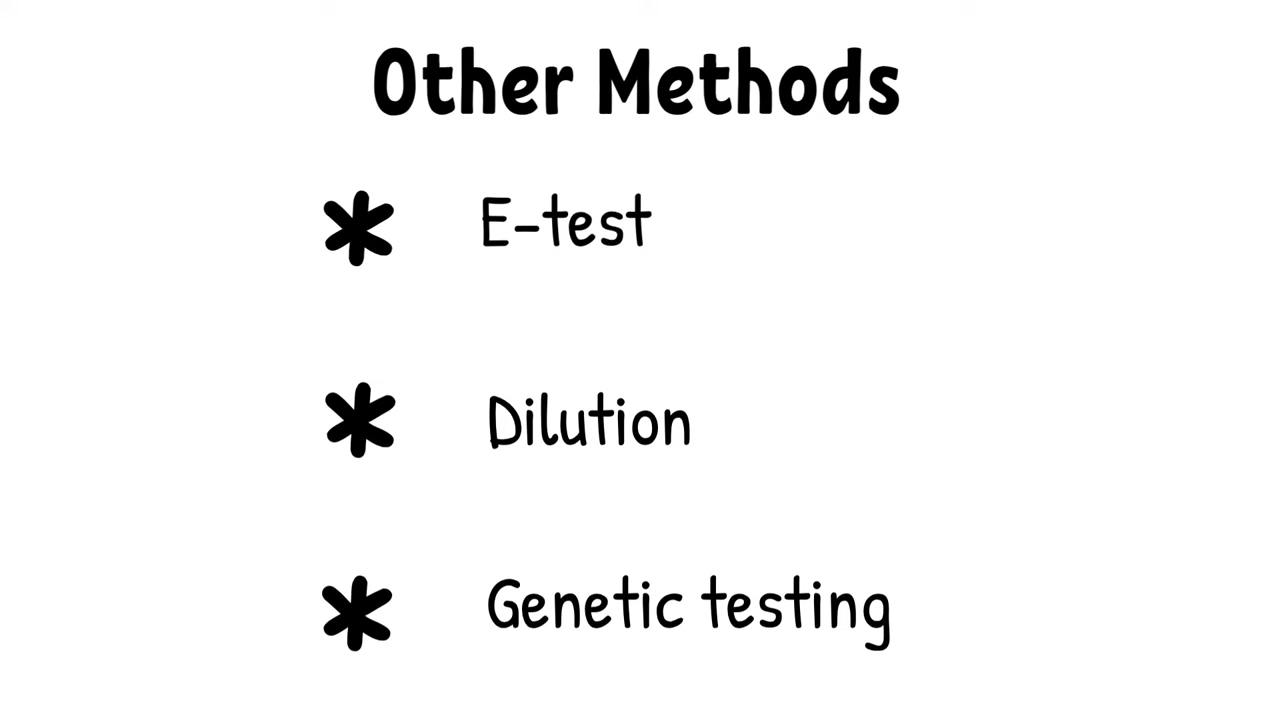 Other Methods
* E-test
* Dilution
* Genetic testing